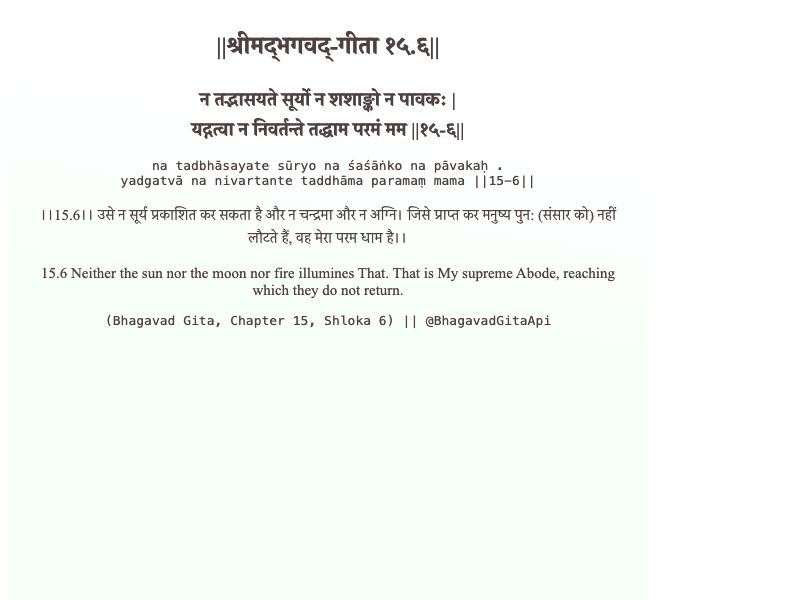 ||श्रीमद्‍भगवद्‍-गीता १५.६||
न तद्भासयते सूर्यो न शशाङ्को न पावकः |
यद्गत्वा न निवर्तन्ते तद्धाम परमं मम ||१५-६||
na tadbhāsayate sūryo na śaśāṅko na pāvakaḥ .
yadgatvā na nivartante taddhāma paramaṃ mama ||15-6||
।।15.6।। उसे न सूर्य प्रकाशित कर सकता है और न चन्द्रमा और न अग्नि। जिसे प्राप्त कर मनुष्य पुन: (संसार को) नहीं
लौटते हैं, वह मेरा परम धाम है।।
15.6 Neither the sun nor the moon nor fire illumines That. That is My supreme Abode, reaching
which they do not return.
(Bhagavad Gita, Chapter 15, Shloka 6) || @BhagavadGitaApi